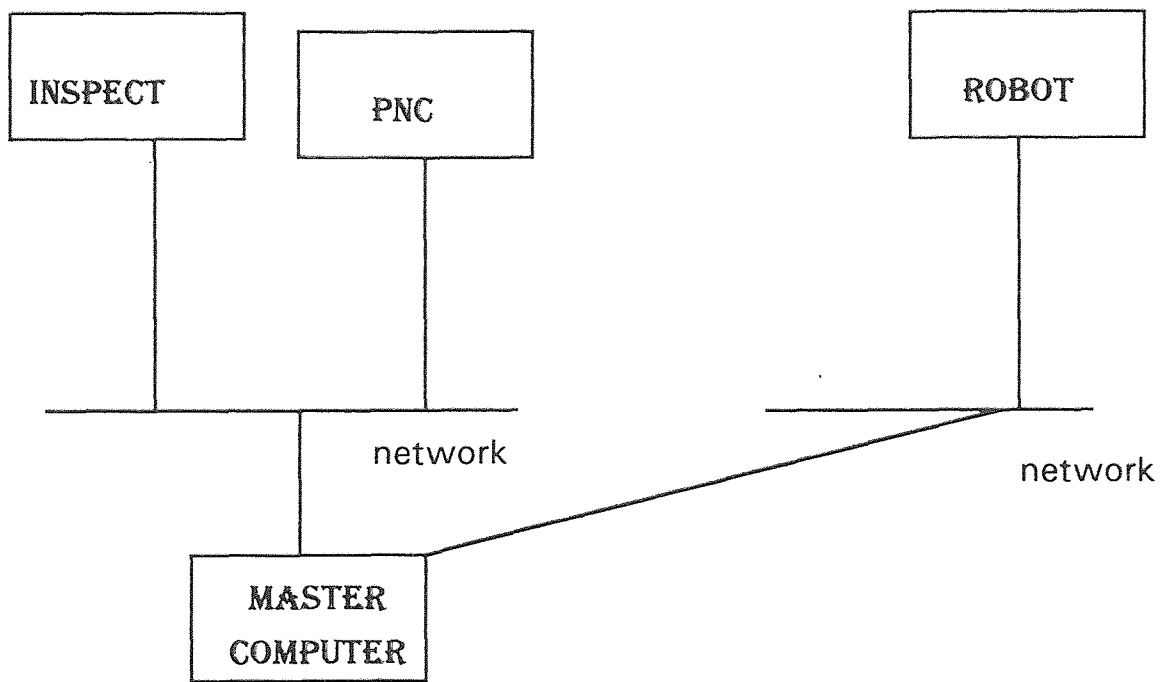 INSPECT
PNC
ROBOT
network
network
MASTER
COMPUTER